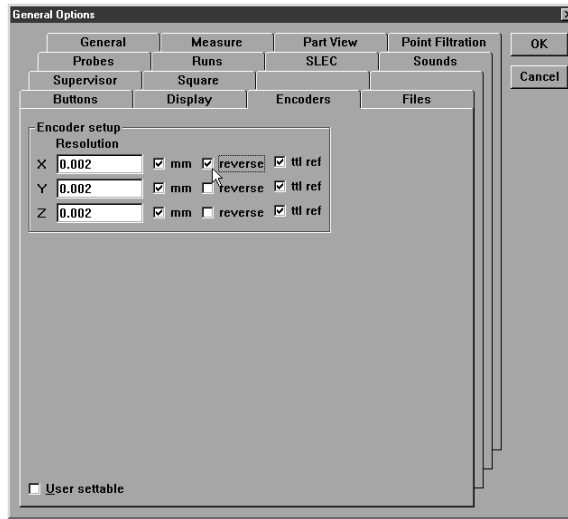 General Options
General Measure Part View Point Filtration OK
Probes Runs SLEC Sounds
Supervisor Square Cancel
Buttons Display Encoders Files
Encoder setup
Resolution
X 0.002 mm reverse ttl ref
Y 0.002 mm reverse ttl ref
Z 0.002 mm reverse ttl ref
User settable